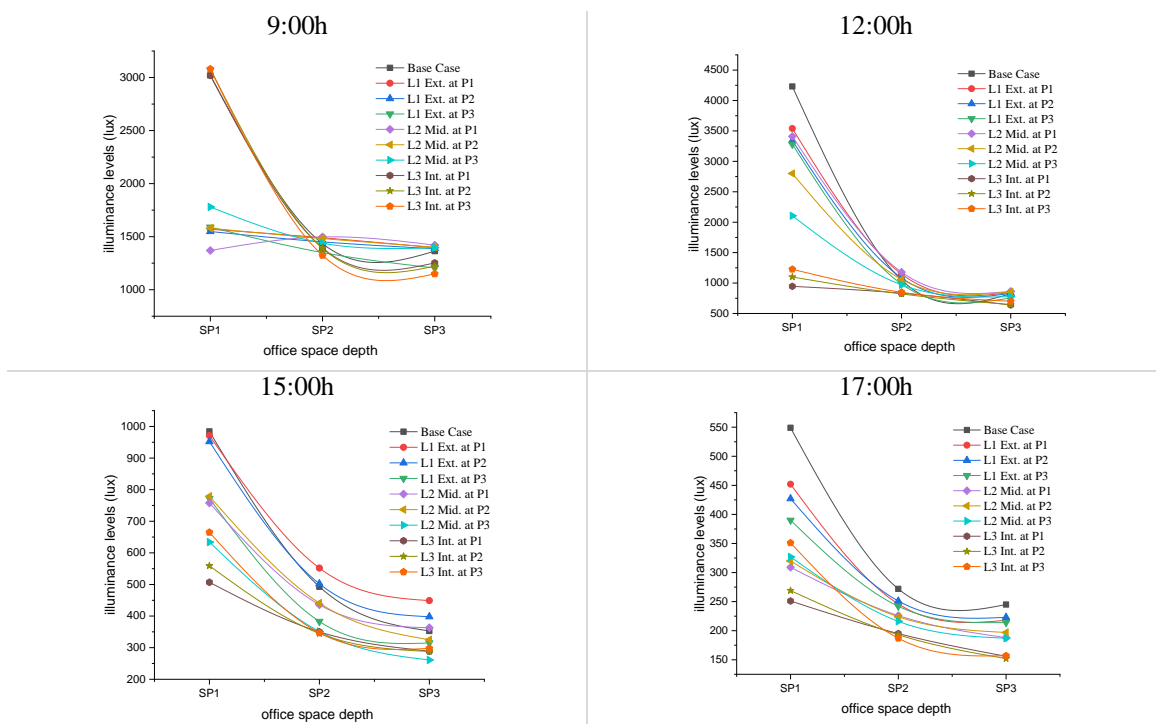 9:00h
3000
2500
2000
1500
1000
illuminance levels (lux)
Base Case
L1 Ext. at P1
L1 Ext. at P2
L1 Ext. at P3
L2 Mid. at P1
L2 Mid. at P2
L2 Mid. at P3
L3 Int. at P1
L3 Int. at P2
L3 Int. at P3
SP1 SP2 SP3
office space depth
12:00h
4500
4000
3500
3000
2500
2000
1500
1000
500
illuminance levels (lux)
Base Case
L1 Ext. at P1
L1 Ext. at P2
L1 Ext. at P3
L2 Mid. at P1
L2 Mid. at P2
L2 Mid. at P3
L3 Int. at P1
L3 Int. at P2
L3 Int. at P3
SP1 SP2 SP3
office space depth
15:00h
1000
900
800
700
600
500
400
300
200
illuminance levels (lux)
Base Case
L1 Ext. at P1
L1 Ext. at P2
L1 Ext. at P3
L2 Mid. at P1
L2 Mid. at P2
L2 Mid. at P3
L3 Int. at P1
L3 Int. at P2
L3 Int. at P3
SP1 SP2 SP3
office space depth
17:00h
550
500
450
400
350
300
250
200
150
illuminance levels (lux)
Base Case
L1 Ext. at P1
L1 Ext. at P2
L1 Ext. at P3
L2 Mid. at P1
L2 Mid. at P2
L2 Mid. at P3
L3 Int. at P1
L3 Int. at P2
L3 Int. at P3
SP1 SP2 SP3
office space depth